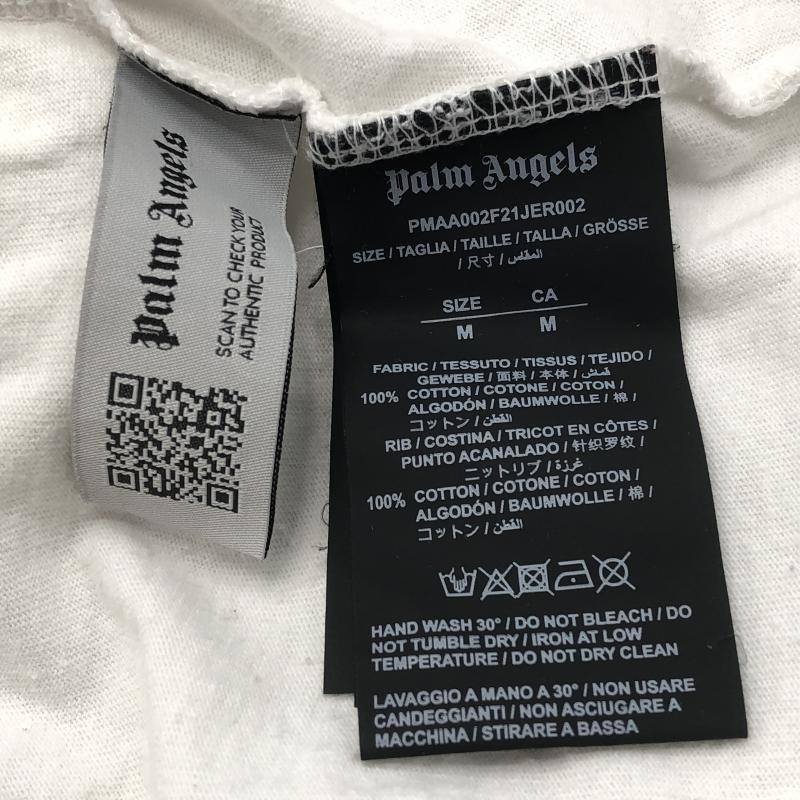 Palm Angels
SCAN TO CHECK YOUR
AUTHENTIC PRODUCT
Palm Angels
PMAA002F21JER002
SIZE / TAGLIA / TAILLE / TALLA / GRÖSSE
/ 尺寸 / المقاس /
SIZE CA
M M
FABRIC / TESSUTO / TISSUS / TEJIDO /
GEWEBE / 面料 / 本体 / قماش /
100% COTTON / COTONE / COTON /
ALGODÓN / BAUMWOLLE / 棉 /
コットン / القطن /
RIB / COSTINA / TRICOT EN CÔTES /
PUNTO ACANALADO / 针织罗纹 /
ニットリブ / غرزة /
100% COTTON / COTONE / COTON /
ALGODÓN / BAUMWOLLE / 棉 /
コットン / القطن /
HAND WASH 30° / DO NOT BLEACH / DO
NOT TUMBLE DRY / IRON AT LOW
TEMPERATURE / DO NOT DRY CLEAN
LAVAGGIO A MANO A 30° / NON USARE
CANDEGGIANTI / NON ASCIUGARE A
MACCHINA / STIRARE A BASSA